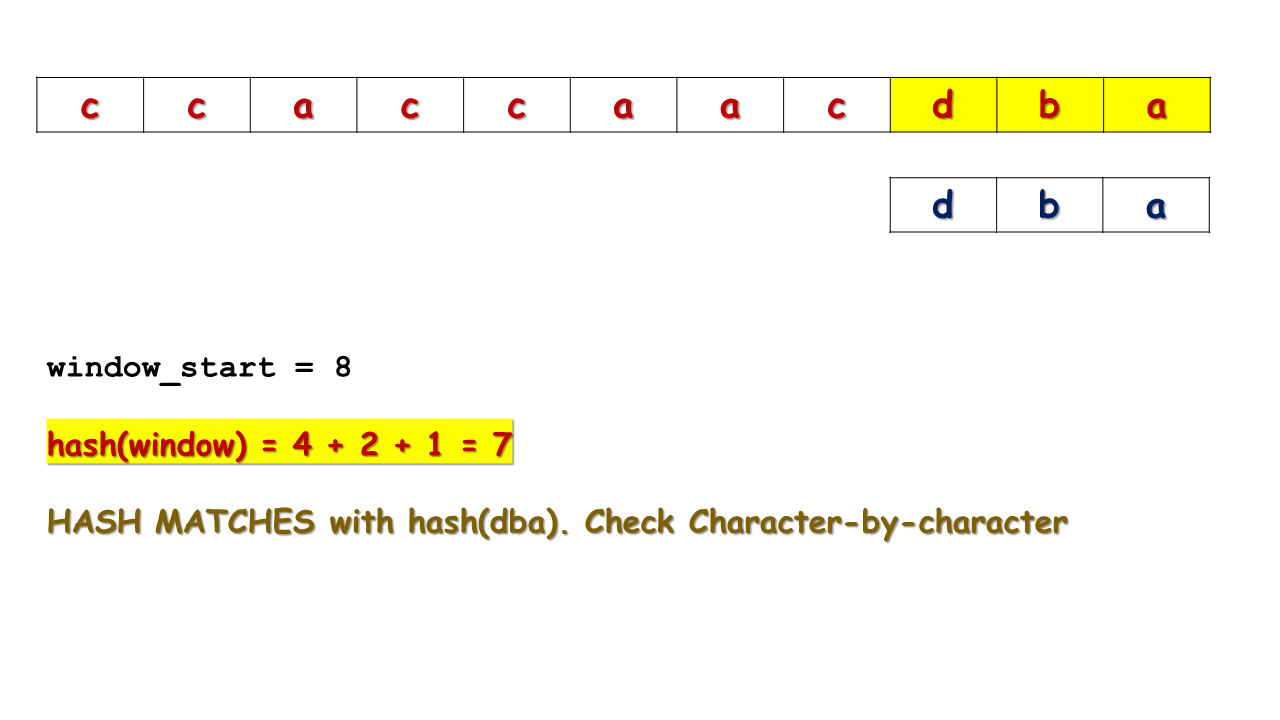 c c a c c a a c d b a
d b a
window_start = 8
hash(window) = 4 + 2 + 1 = 7
HASH MATCHES with hash(dba). Check Character-by-character